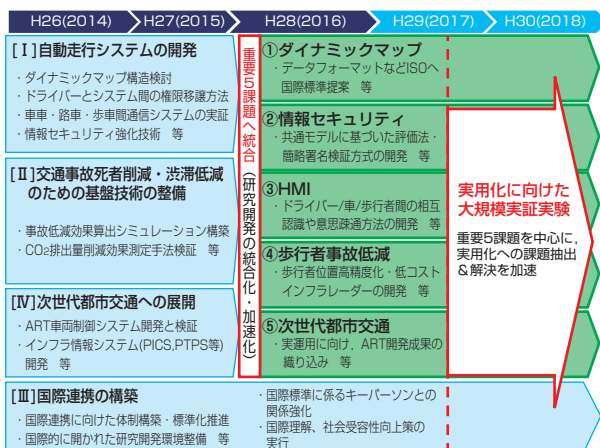 H26(2014)
H27(2015)
H28(2016)
H29(2017)
H30(2018)
[Ⅰ]自動走行システムの開発
・ダイナミックマップ構造検討
・ドライバーとシステム間の権限移譲方法
・車車・路車・歩車間通信システムの実証
・情報セキュリティ強化技術 等
[Ⅱ]交通事故死者削減・渋滞低減
のための基盤技術の整備
・事故低減効果算出シミュレーション構築
・CO2排出量削減効果測定手法検証 等
[Ⅳ]次世代都市交通への展開
・ART車両制御システム開発と検証
・インフラ情報システム(PICS,PTPS等)
開発 等
重要5課題へ統合(研究開発の統合化・加速化)
①ダイナミックマップ
・データフォーマットなどISOへ
国際標準提案 等
②情報セキュリティ
・共通モデルに基づいた評価法・
簡略署名検証方式の開発 等
③HMI
・ドライバー/車/歩行者間の相互
認識や意思疎通方法の開発 等
④歩行者事故低減
・歩行者位置高精度化・低コスト
インフラレーダーの開発 等
⑤次世代都市交通
・実運用に向け，ART開発成果の
織り込み 等
実用化に向けた
大規模実証実験
重要5課題を中心に，
実用化への課題抽出
&解決を加速
[Ⅲ]国際連携の構築
・国際連携に向けた体制構築・標準化推進
・国際的に開かれた研究開発環境整備 等
・国際標準に係るキーパーソンとの
関係強化
・国際理解、社会受容性向上策の
実行